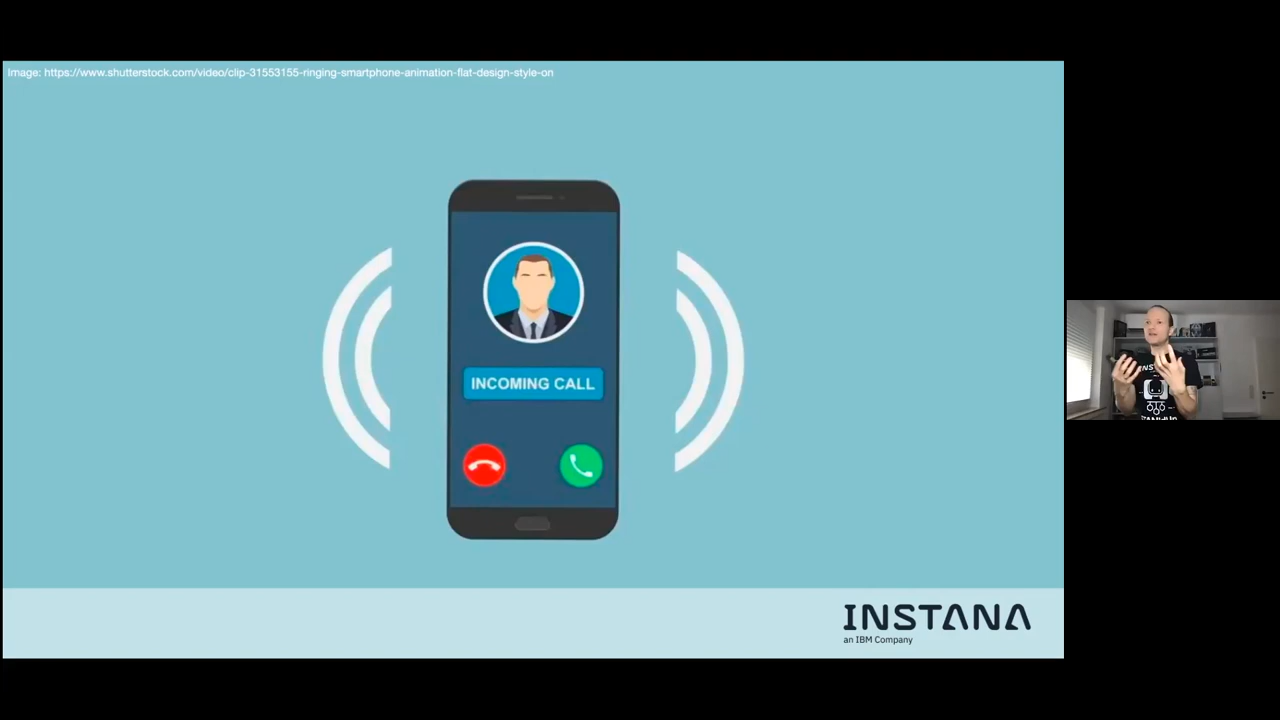 Image: https://www.shutterstock.com/video/clip-31553155-ringing-smartphone-animation-flat-design-style-on
INCOMING CALL
INSTANA
an IBM Company